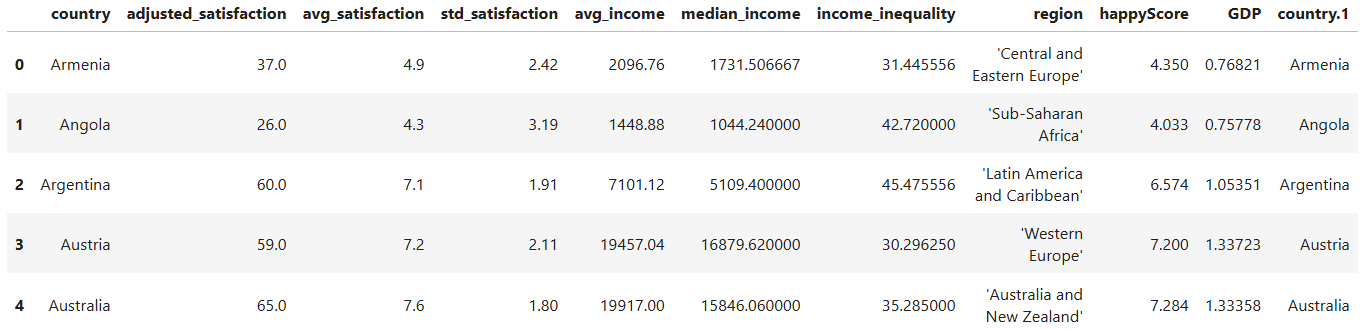 country adjusted_satisfaction avg_satisfaction std_satisfaction avg_income median_income income_inequality region happyScore GDP country.1
0 Armenia 37.0 4.9 2.42 2096.76 1731.506667 31.445556 'Central and Eastern Europe' 4.350 0.76821 Armenia
1 Angola 26.0 4.3 3.19 1448.88 1044.240000 42.720000 'Sub-Saharan Africa' 4.033 0.75778 Angola
2 Argentina 60.0 7.1 1.91 7101.12 5109.400000 45.475556 'Latin America and Caribbean' 6.574 1.05351 Argentina
3 Austria 59.0 7.2 2.11 19457.04 16879.620000 30.296250 'Western Europe' 7.200 1.33723 Austria
4 Australia 65.0 7.6 1.80 19917.00 15846.060000 35.285000 'Australia and New Zealand' 7.284 1.33358 Australia